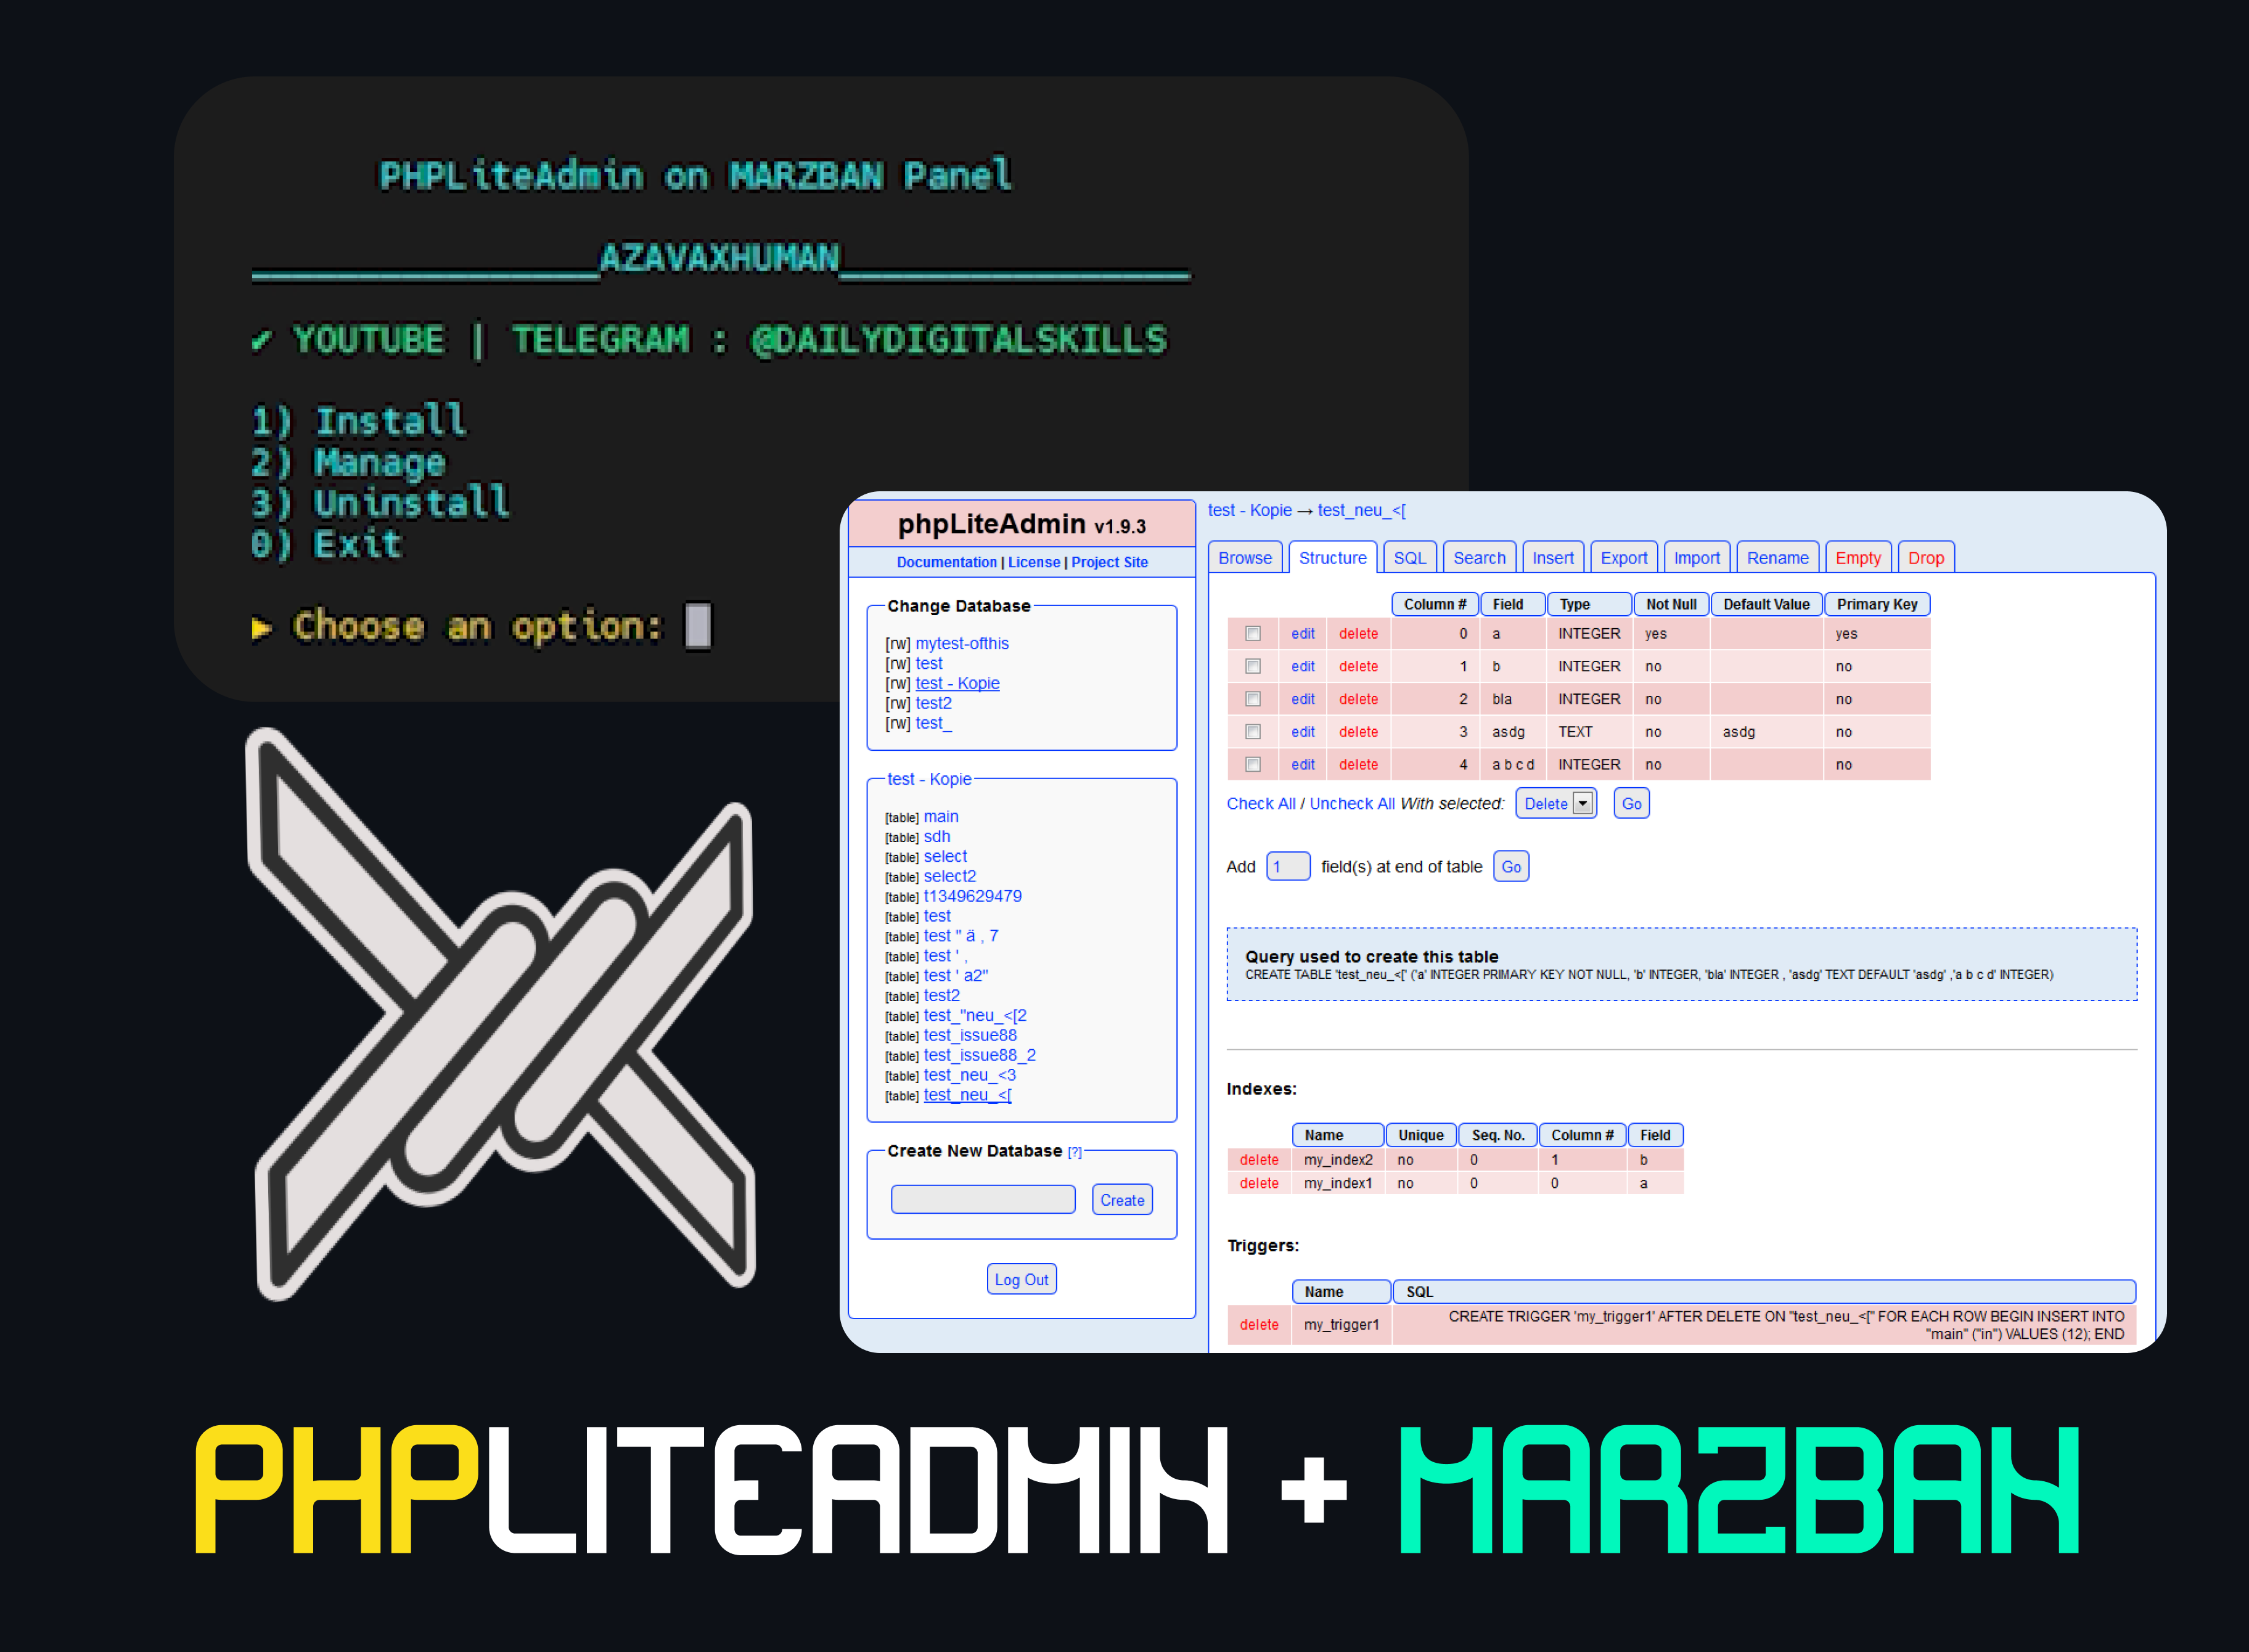 PHPLiteAdmin on MARZBAN Panel
AZAVAXHUMAN
✔ YOUTUBE | TELEGRAM : @DAILYDIGITALSKILLS
1) Install
2) Manage
3) Uninstall
0) Exit
▶ Choose an option:
phpLiteAdmin v1.9.3
Documentation | License | Project Site
Change Database
[rw] mytest-ofthis
[rw] test
[rw] test - Kopie
[rw] test2
[rw] test_
test - Kopie
[table] main
[table] sdh
[table] select
[table] select2
[table] t1349629479
[table] test
[table] test " ä , 7
[table] test ' ,
[table] test ' a2"
[table] test2
[table] test_"neu_<[2
[table] test_issue88
[table] test_issue88_2
[table] test_neu_<3
[table] test_neu_<[
Create New Database [?]
Create
Log Out
test - Kopie → test_neu_<[
Browse Structure SQL Search Insert Export Import Rename Empty Drop
Column # Field Type Not Null Default Value Primary Key
edit delete 0 a INTEGER yes yes
edit delete 1 b INTEGER no no
edit delete 2 bla INTEGER no no
edit delete 3 asdg TEXT no asdg no
edit delete 4 a b c d INTEGER no no
Check All / Uncheck All With selected: Delete Go
Add 1 field(s) at end of table Go
Query used to create this table
CREATE TABLE 'test_neu_<[' ('a' INTEGER PRIMARY KEY NOT NULL, 'b' INTEGER, 'bla' INTEGER , 'asdg' TEXT DEFAULT 'asdg' ,'a b c d' INTEGER)
Indexes:
Name Unique Seq. No. Column # Field
delete my_index2 no 0 1 b
delete my_index1 no 0 0 a
Triggers:
Name SQL
delete my_trigger1 CREATE TRIGGER 'my_trigger1' AFTER DELETE ON "test_neu_<[" FOR EACH ROW BEGIN INSERT INTO
"main" ("in") VALUES (12); END
PHPLITEADMIN + MARZBAN